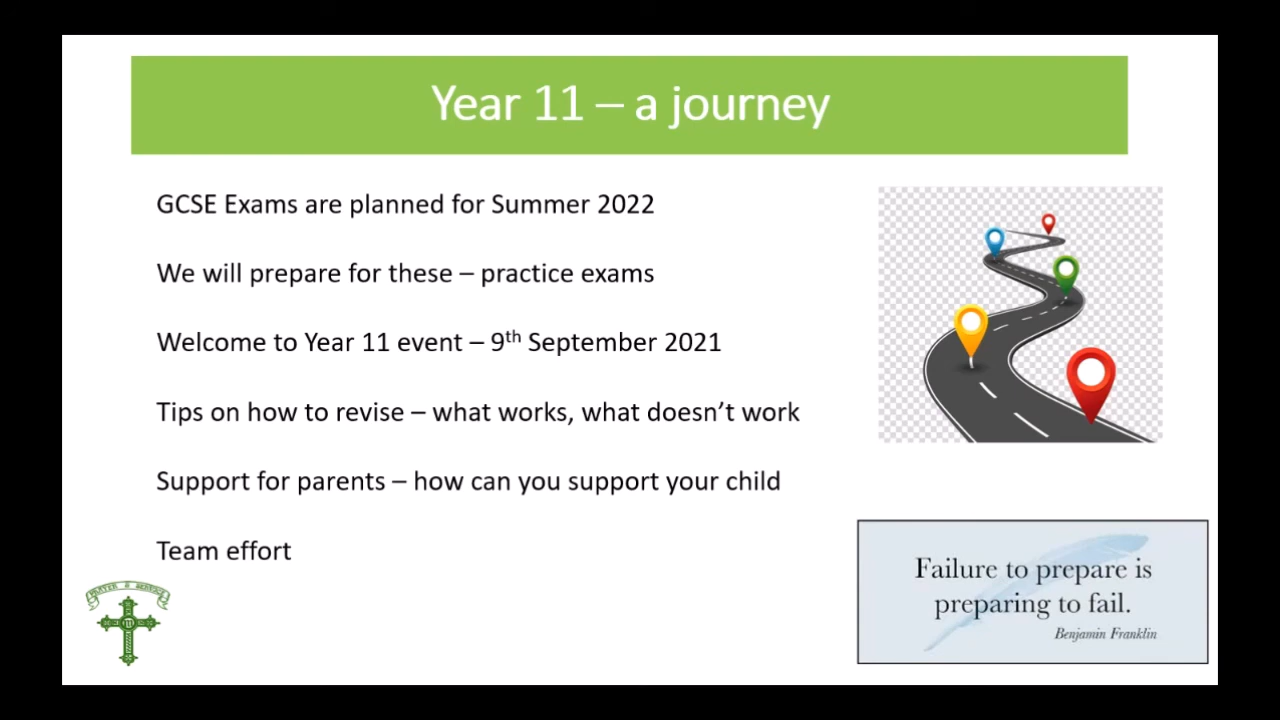 Year 11 – a journey
GCSE Exams are planned for Summer 2022
We will prepare for these – practice exams
Welcome to Year 11 event – 9th September 2021
Tips on how to revise – what works, what doesn’t work
Support for parents – how can you support your child
Team effort
Failure to prepare is
preparing to fail.
Benjamin Franklin
PRAYER & SERVICE